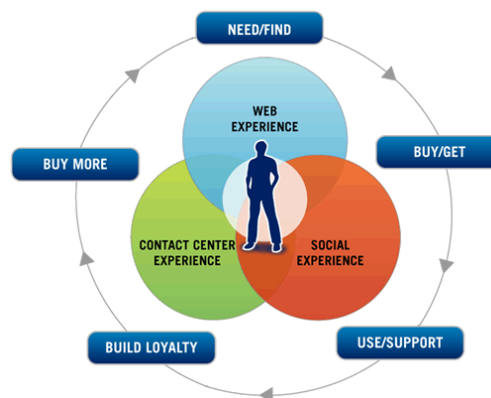 NEED/FIND
WEB
EXPERIENCE
BUY MORE
BUY/GET
CONTACT CENTER
EXPERIENCE
SOCIAL
EXPERIENCE
BUILD LOYALTY
USE/SUPPORT